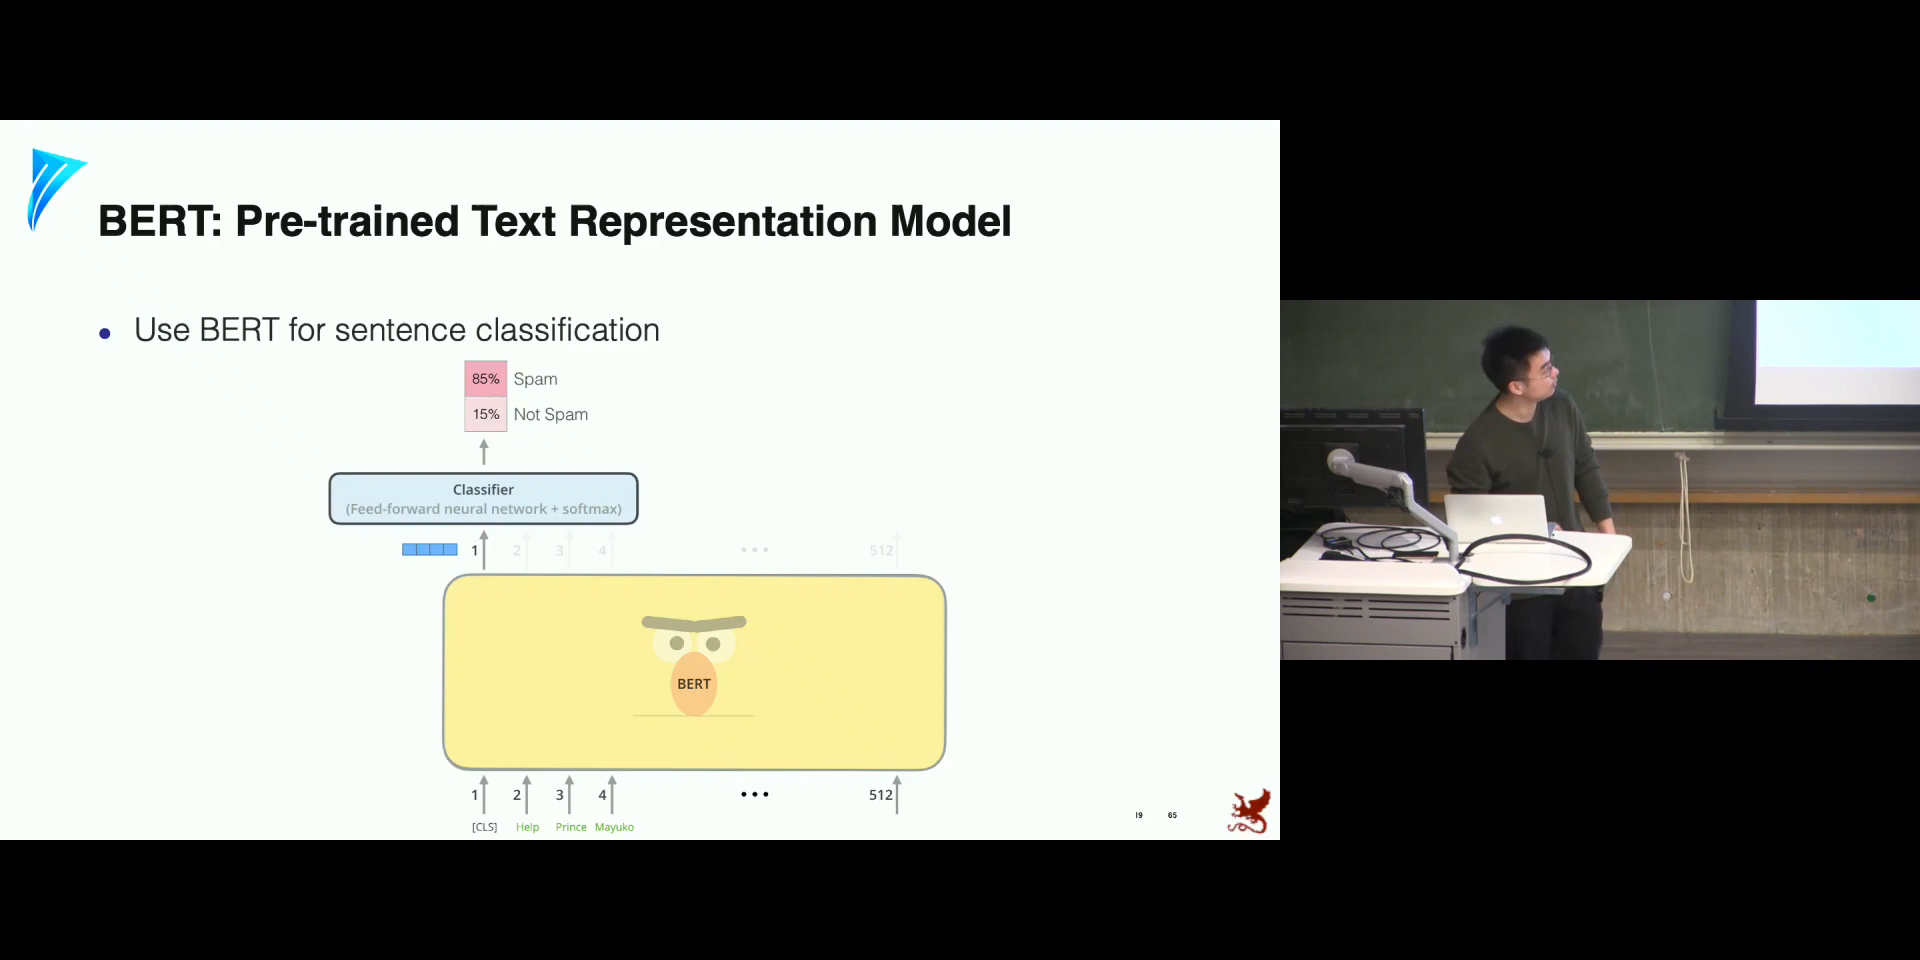 BERT: Pre-trained Text Representation Model
Use BERT for sentence classification
85% Spam
15% Not Spam
Classifier
(Feed-forward neural network + softmax)
1 2 3 4 ... 512
BERT
1 2 3 4 ... 512
[CLS] Help Prince Mayuko
19 65